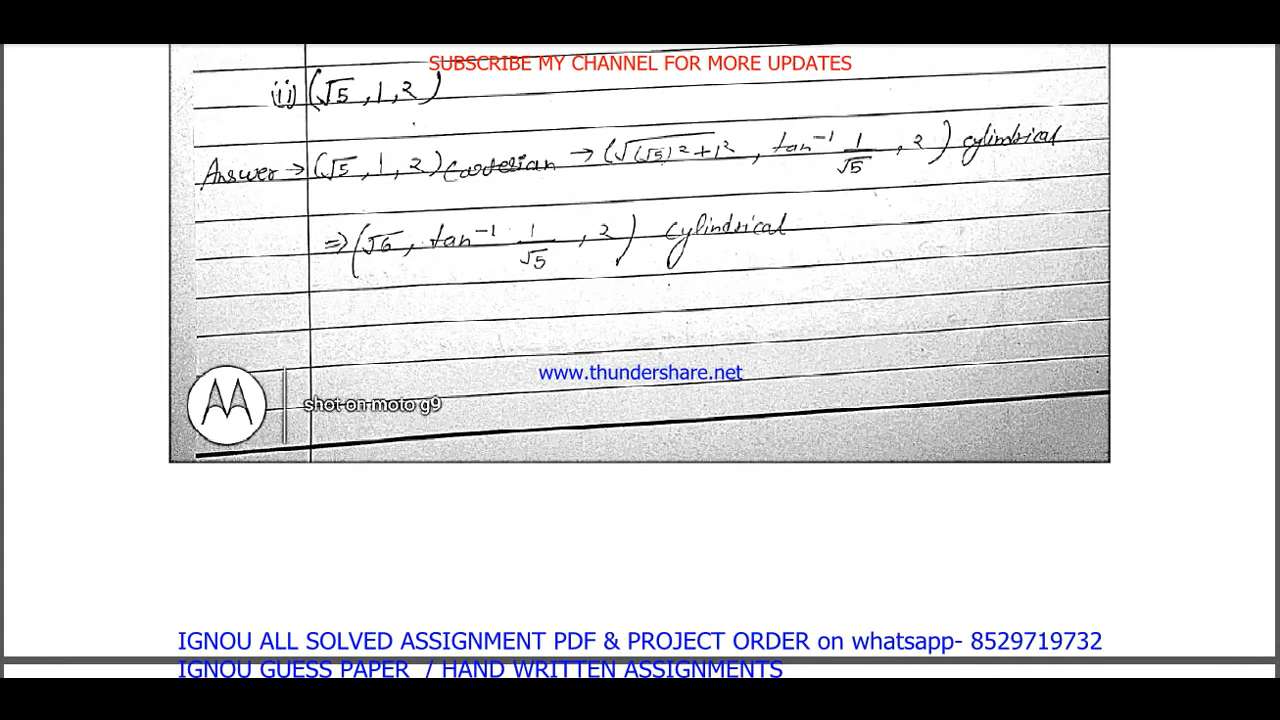 SUBSCRIBE MY CHANNEL FOR MORE UPDATES
ii) (√5, 1, 2)
Answer → (√5, 1, 2) Cartesian → (√(√5)²+1², tan⁻¹ 1/√5, 2) cylindrical
⇒ (√6, tan⁻¹ 1/√5, 2) cylindrical
www.thundershare.net
shot on moto g9
IGNOU ALL SOLVED ASSIGNMENT PDF & PROJECT ORDER on whatsapp- 8529719732
IGNOU GUESS PAPER / HAND WRITTEN ASSIGNMENTS